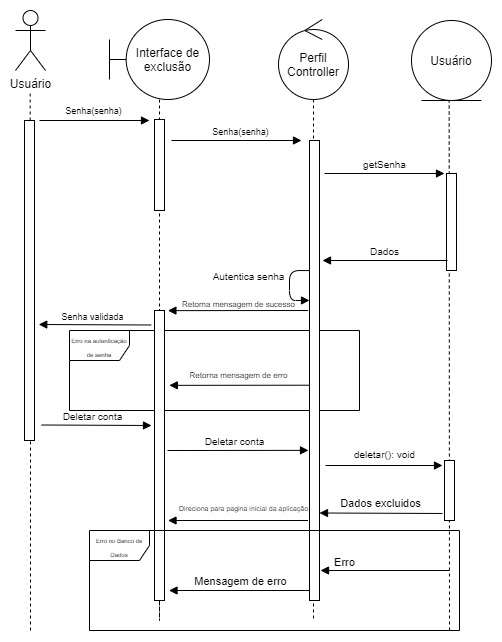 Usuário
Interface de
exclusão
Perfil
Controller
Usuário
Senha(senha)
Senha(senha)
getSenha
Dados
Autentica senha
Retorna mensagem de sucesso
Senha validada
Erro na autenticação
de senha
Retorna mensagem de erro
Deletar conta
Deletar conta
deletar(): void
Dados excluidos
Direciona para pagina inicial da aplicação
Erro no Banco de
Dados
Erro
Mensagem de erro